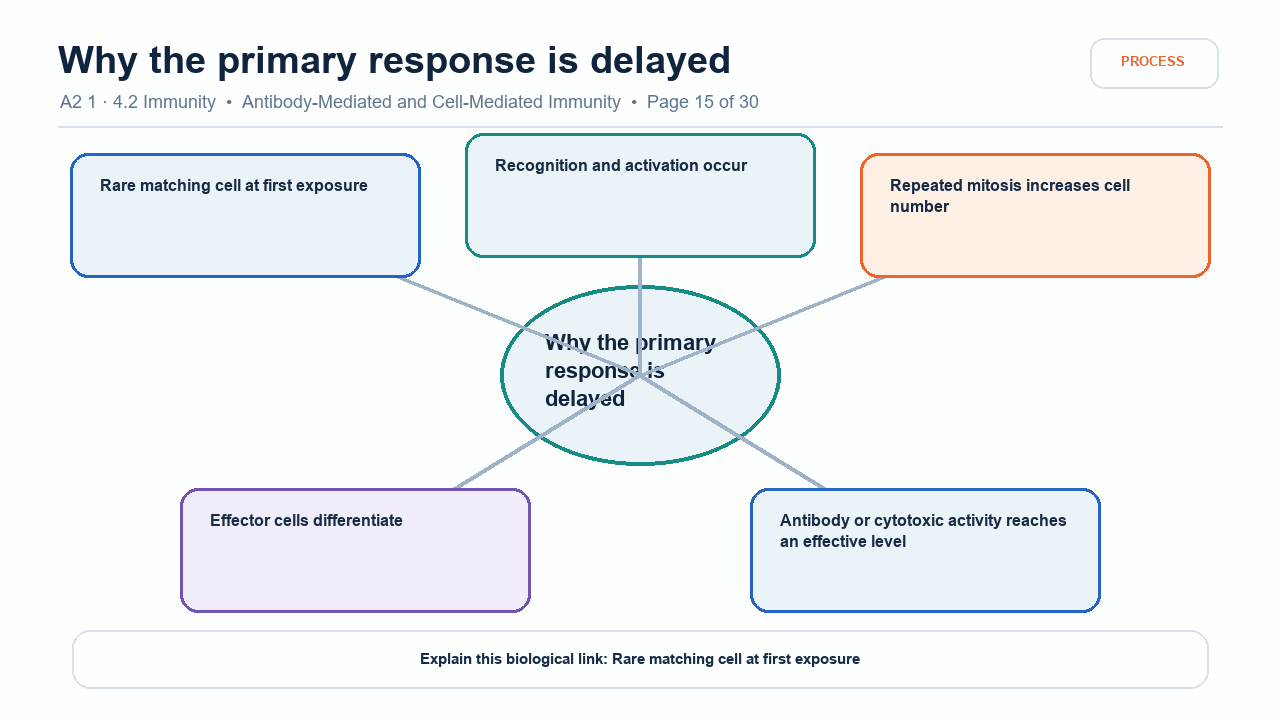 Why the primary response is delayed
PROCESS
A2 1 · 4.2 Immunity • Antibody-Mediated and Cell-Mediated Immunity • Page 15 of 30
Rare matching cell at first exposure
Recognition and activation occur
Repeated mitosis increases cell
number
Why the primary
response is
delayed
Effector cells differentiate
Antibody or cytotoxic activity reaches
an effective level
Explain this biological link: Rare matching cell at first exposure